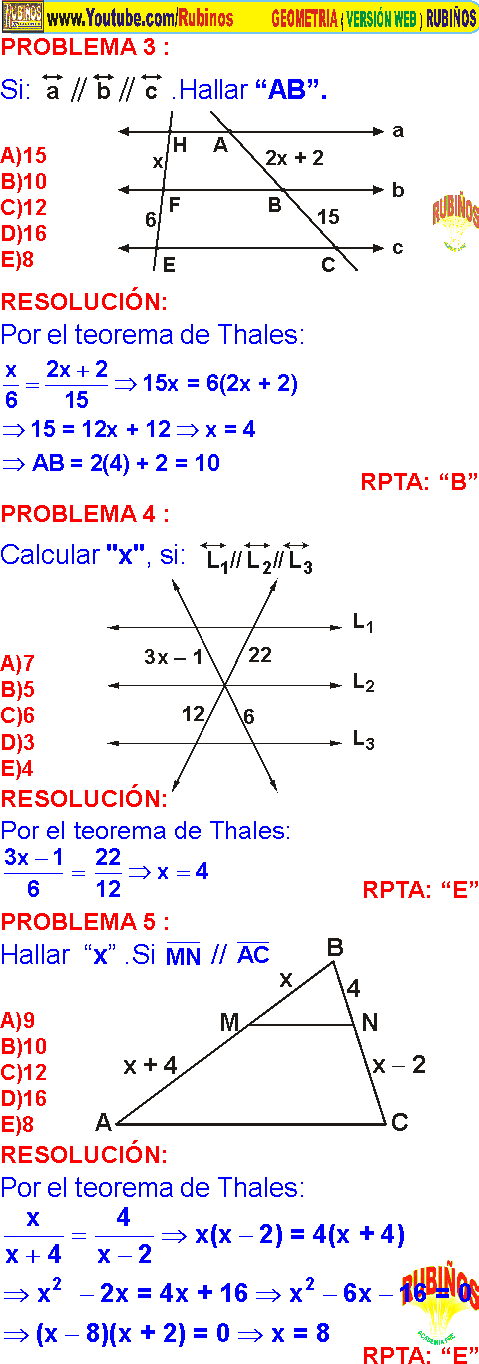 www.Youtube.com/Rubinos GEOMETRIA ( VERSIÓN WEB ) RUBIÑOS
PROBLEMA 3 :
Si: a // b // c .Hallar “AB”.
A)15
B)10
C)12
D)16
E)8
H A a
x 2x + 2
F B b
6 15
E C c
RUBIÑOS
RESOLUCIÓN:
Por el teorema de Thales:
x/6 = (2x + 2)/15 ⇒ 15x = 6(2x + 2)
⇒ 15 = 12x + 12 ⇒ x = 4
⇒ AB = 2(4) + 2 = 10
RPTA: “B”
PROBLEMA 4 :
Calcular "x", si: L1// L2// L3
A)7
B)5
C)6
D)3
E)4
L1
3x – 1 22
L2
12 6
L3
RESOLUCIÓN:
Por el teorema de Thales:
(3x – 1)/6 = 22/12 ⇒ x = 4
RPTA: “E”
PROBLEMA 5 :
Hallar “x” .Si MN // AC
A)9
B)10
C)12
D)16
E)8
B
x 4
M N
x + 4 x – 2
A C
RESOLUCIÓN:
Por el teorema de Thales:
x/(x + 4) = 4/(x – 2) ⇒ x(x – 2) = 4(x + 4)
⇒ x² – 2x = 4x + 16 ⇒ x² – 6x – 16 = 0
⇒ (x – 8)(x + 2) = 0 ⇒ x = 8
RUBIÑOS
RPTA: “E”